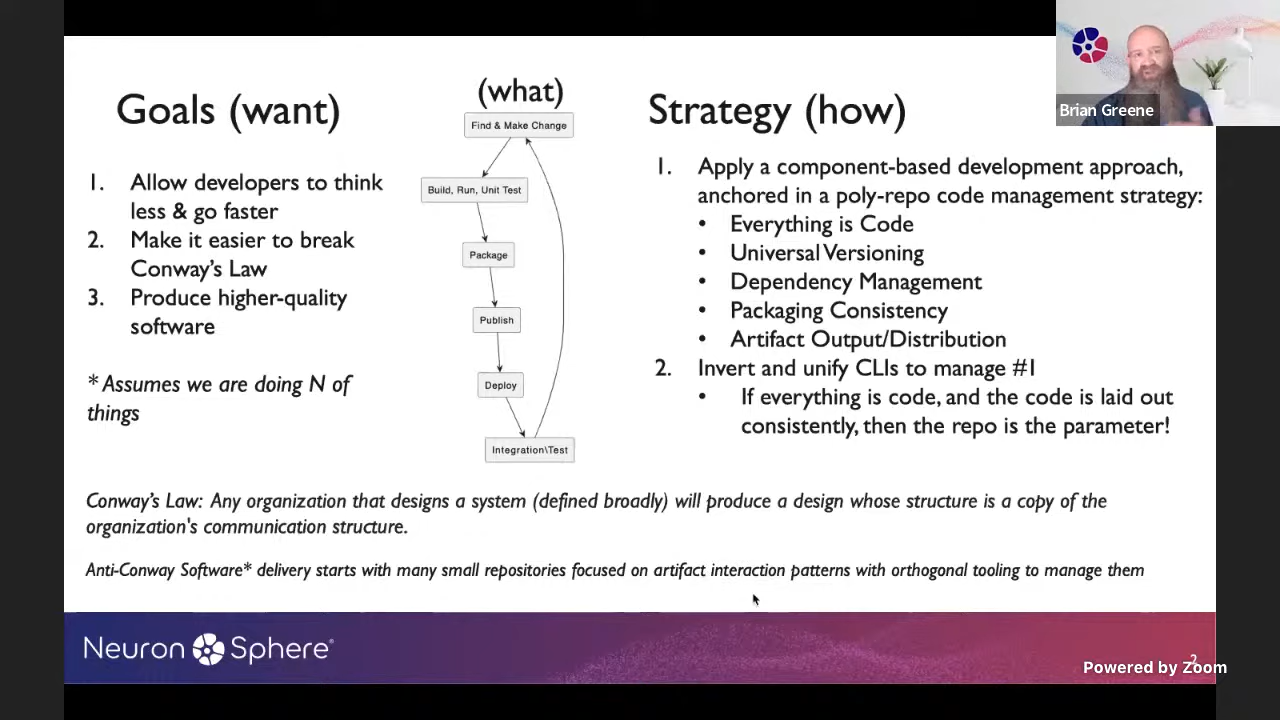 Goals (want)
1. Allow developers to think
less & go faster
2. Make it easier to break
Conway's Law
3. Produce higher-quality
software
* Assumes we are doing N of
things
(what)
Find & Make Change
Build, Run, Unit Test
Package
Publish
Deploy
Integration\Test
Strategy (how)
1. Apply a component-based development approach,
anchored in a poly-repo code management strategy:
• Everything is Code
• Universal Versioning
• Dependency Management
• Packaging Consistency
• Artifact Output/Distribution
2. Invert and unify CLIs to manage #1
• If everything is code, and the code is laid out
consistently, then the repo is the parameter!
Conway's Law: Any organization that designs a system (defined broadly) will produce a design whose structure is a copy of the
organization's communication structure.
Anti-Conway Software* delivery starts with many small repositories focused on artifact interaction patterns with orthogonal tooling to manage them
Neuron Sphere®
2
Brian Greene
Powered by Zoom